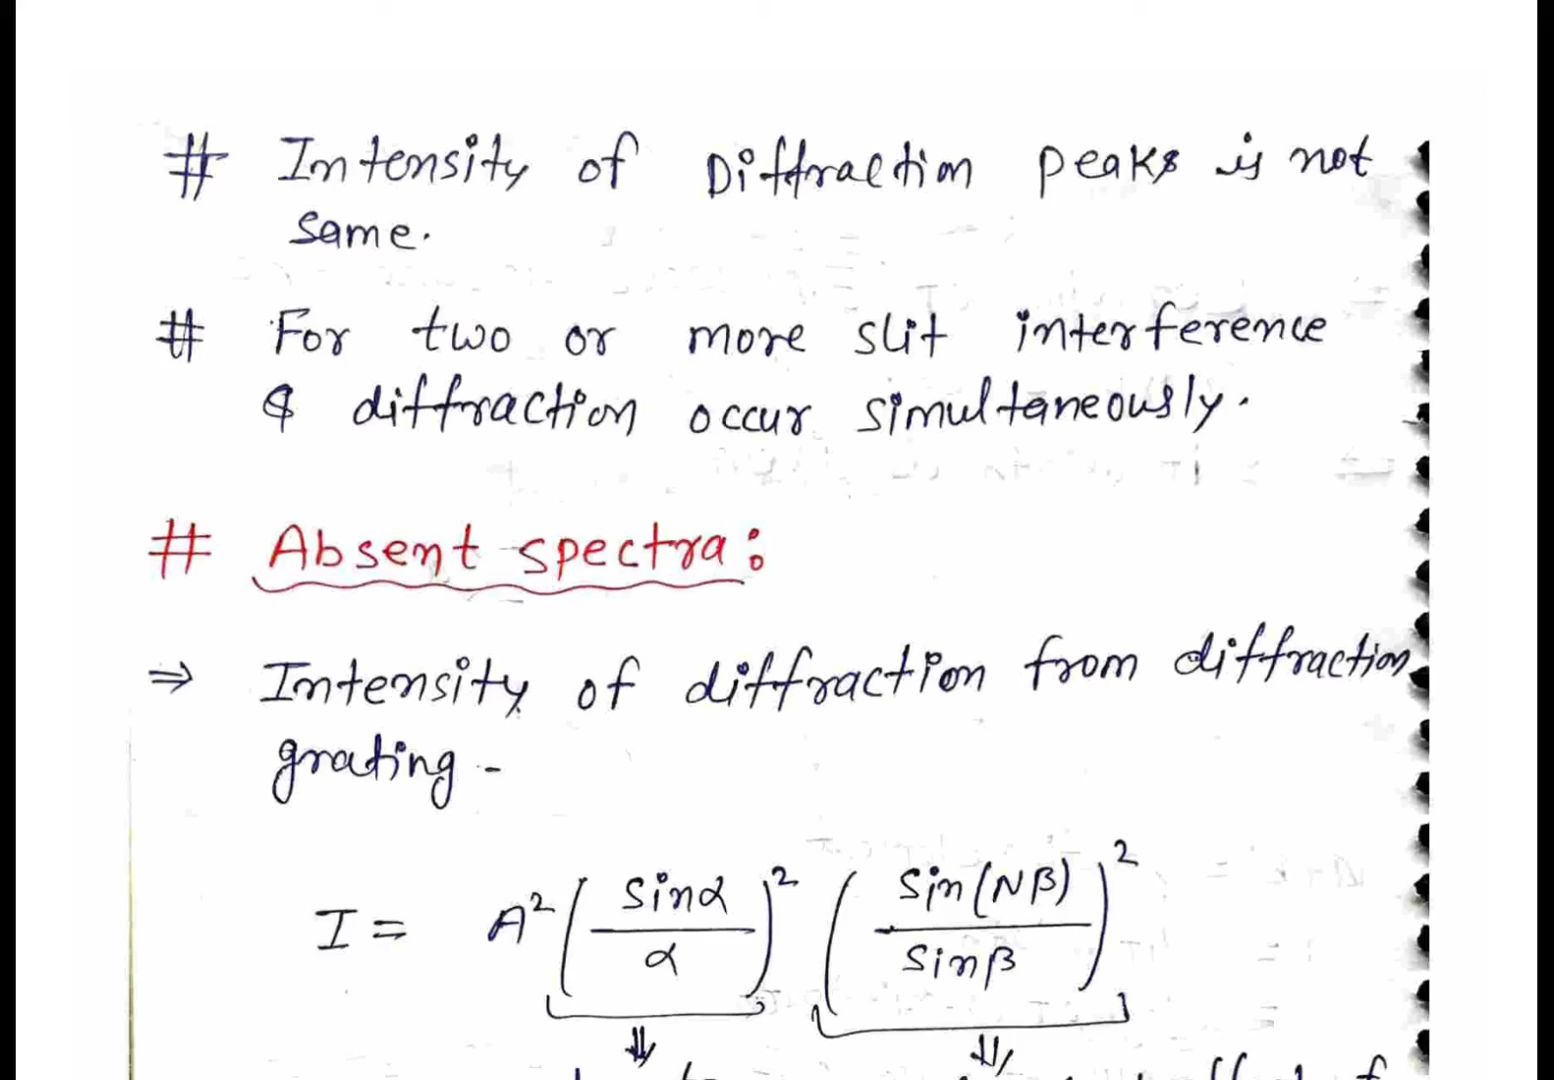 # Intensity of Diffraction peaks is not
same.
# For two or more slit interference
& diffraction occur simultaneously.
# Absent spectra:
⇒ Intensity of diffraction from diffraction
grating -
I = A² (sinα/α)² (sin(Nβ)/sinβ)²